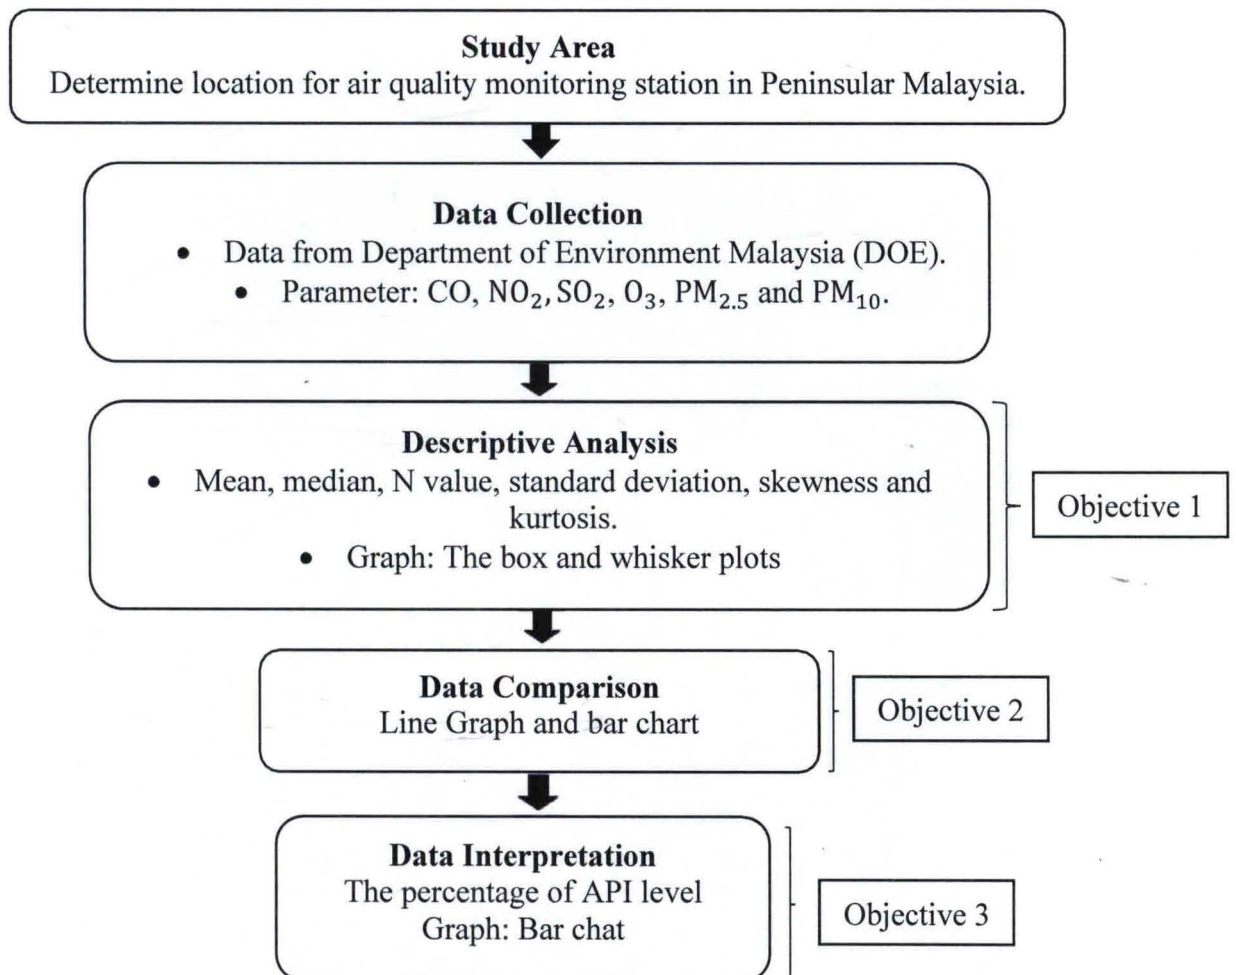 Study Area
Determine location for air quality monitoring station in Peninsular Malaysia.
Data Collection
• Data from Department of Environment Malaysia (DOE).
• Parameter: CO, NO₂, SO₂, O₃, PM₂.₅ and PM₁₀.
Descriptive Analysis
• Mean, median, N value, standard deviation, skewness and
kurtosis.
• Graph: The box and whisker plots
Objective 1
Data Comparison
Line Graph and bar chart
Objective 2
Data Interpretation
The percentage of API level
Graph: Bar chat
Objective 3